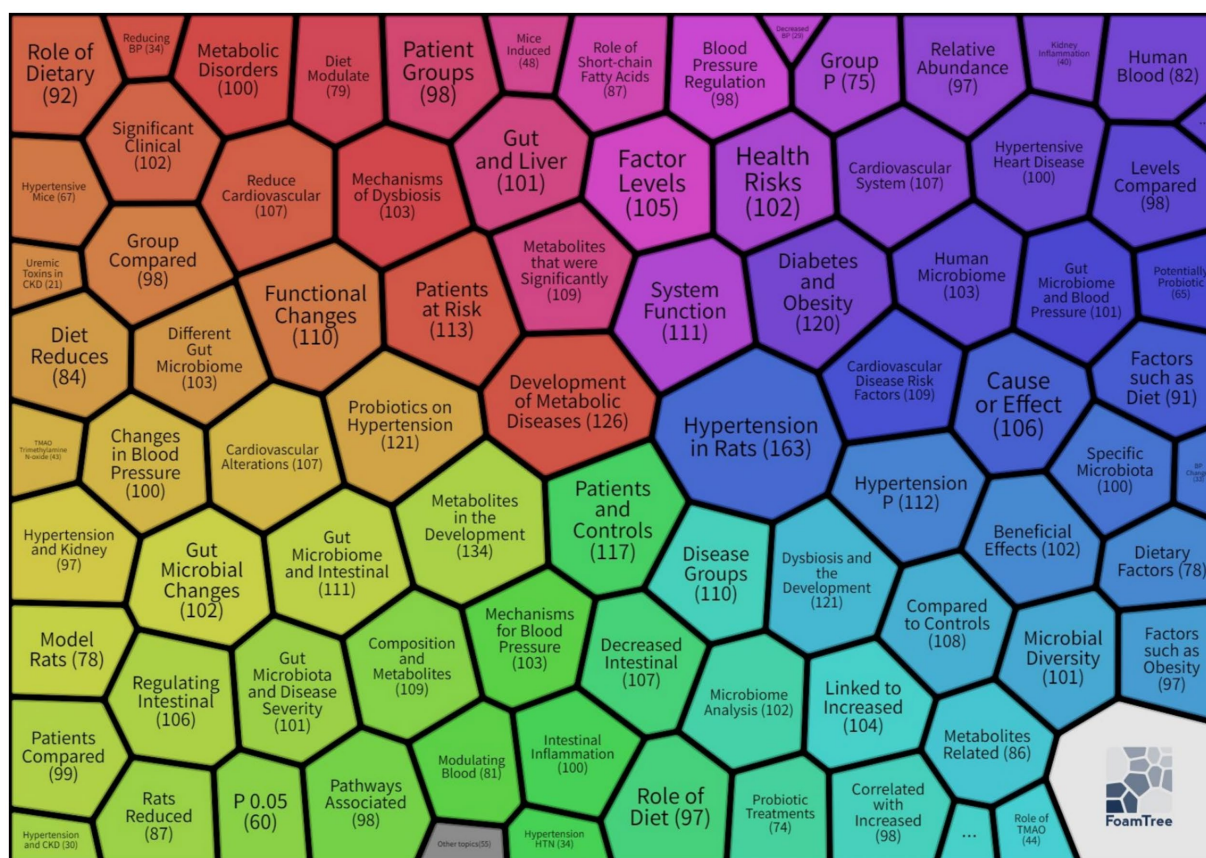 Role of
Dietary
(92)
Reducing
BP (34)
Metabolic
Disorders
(100)
Diet
Modulate
(79)
Patient
Groups
(98)
Mice
Induced
(48)
Role of
Short-chain
Fatty Acids
(87)
Blood
Pressure
Regulation
(98)
Decreased
BP (29)
Group
P (75)
Relative
Abundance
(97)
Kidney
Inflammation
(40)
Human
Blood (82)
...
Significant
Clinical
(102)
Hypertensive
Mice (67)
Reduce
Cardiovascular
(107)
Mechanisms
of Dysbiosis
(103)
Gut
and Liver
(101)
Factor
Levels
(105)
Health
Risks
(102)
Cardiovascular
System (107)
Hypertensive
Heart Disease
(100)
Levels
Compared
(98)
Uremic
Toxins in
CKD (21)
Group
Compared
(98)
Functional
Changes
(110)
Patients
at Risk
(113)
Metabolites
that were
Significantly
(109)
System
Function
(111)
Diabetes
and
Obesity
(120)
Human
Microbiome
(103)
Gut
Microbiome
and Blood
Pressure (101)
Potentially
Probiotic
(65)
Diet
Reduces
(84)
Different
Gut
Microbiome
(103)
Probiotics on
Hypertension
(121)
Development
of Metabolic
Diseases (126)
Hypertension
in Rats (163)
Cardiovascular
Disease Risk
Factors (109)
Cause
or Effect
(106)
Factors
such as
Diet (91)
TMAO
Trimethylamine
N-oxide (43)
Changes
in Blood
Pressure
(100)
Cardiovascular
Alterations (107)
Metabolites
in the
Development
(134)
Patients
and
Controls
(117)
Hypertension
P (112)
Specific
Microbiota
(100)
BP
Hypertension
and Kidney
(97)
Gut
Microbial
Changes
(102)
Gut
Microbiome
and Intestinal
(111)
Disease
Groups
(110)
Dysbiosis and
the
Development
(121)
Beneficial
Effects (102)
Dietary
Factors (78)
Model
Rats (78)
Regulating
Intestinal
(106)
Gut
Microbiota
and Disease
Severity
(101)
Composition
and
Metabolites
(109)
Mechanisms
for Blood
Pressure
(103)
Decreased
Intestinal
(107)
Compared
to Controls
(108)
Microbial
Diversity
(101)
Factors
such as
Obesity
(97)
Patients
Compared
(99)
Microbiome
Analysis (102)
Linked to
Increased
(104)
Metabolites
Related (86)
Rats
Reduced
(87)
P 0.05
(60)
Pathways
Associated
(98)
Modulating
Blood (81)
Intestinal
Inflammation
(100)
Role of
Diet (97)
Probiotic
Treatments
(74)
Correlated
with
Increased
(98)
...
Role of
TMAO
(44)
Hypertension
and CKD (30)
Other topics(55)
Hypertension
HTN (34)
FoamTree